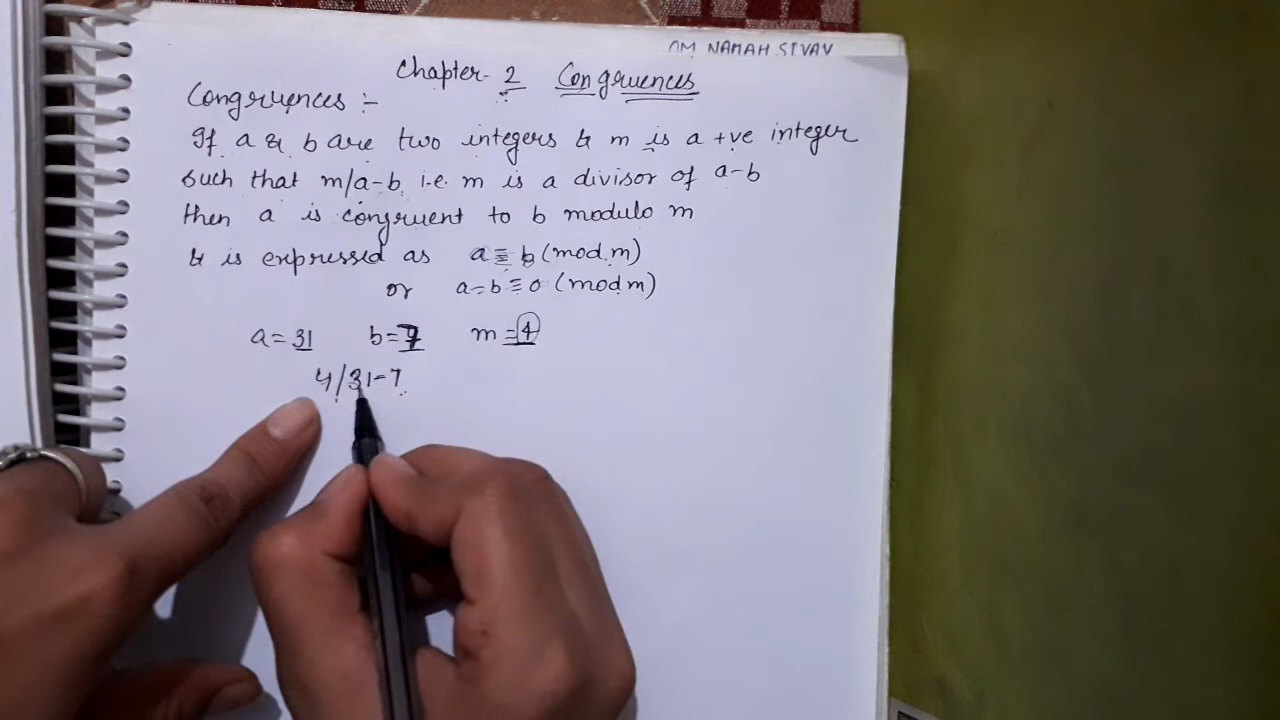 OM NAMAH SIVAY
Chapter-2 Congruences
Congruences :-
If a & b are two integers & m is a +ve integer
such that m/a-b, i.e. m is a divisor of a-b
then a is congruent to b modulo m
& is expressed as a ≡ b (mod m)
or a-b ≡ 0 (mod m)
a = 31 b = 7 m = 4
4/31-7